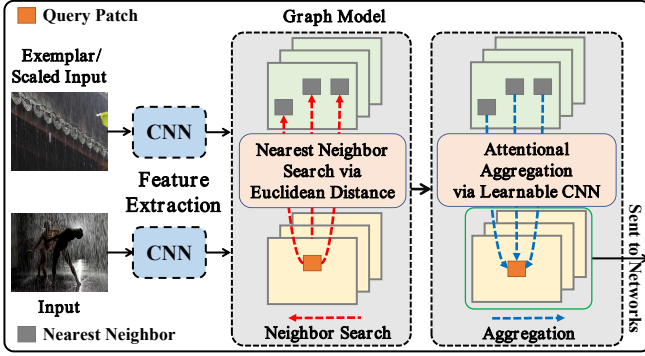 Query Patch
Graph Model
Exemplar/
Scaled Input
CNN
Feature
Extraction
CNN
Input
Nearest Neighbor
Nearest Neighbor
Search via
Euclidean Distance
Neighbor Search
Attentional
Aggregation
via Learnable CNN
Aggregation
Sent to Networks